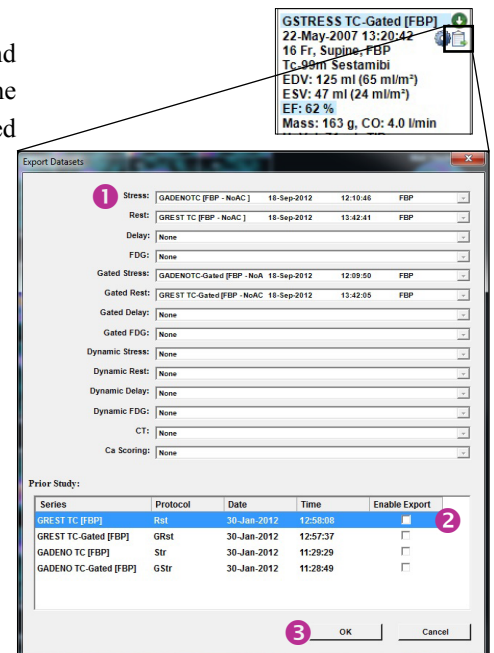 GSTRESS TC-Gated [FBP]
22-May-2007 13:20:42
16 Fr, Supine, FBP
Tc-99m Sestamibi
EDV: 125 ml (65 ml/m²)
ESV: 47 ml (24 ml/m²)
EF: 62 %
Mass: 163 g, CO: 4.0 l/min
Export Datasets
1 Stress: GADENOTC [FBP - NoAC ] 18-Sep-2012 12:10:46 FBP
Rest: GREST TC [FBP - NoAC ] 18-Sep-2012 13:42:41 FBP
Delay: None
FDG: None
Gated Stress: GADENOTC-Gated [FBP - NoA 18-Sep-2012 12:09:50 FBP
Gated Rest: GREST TC-Gated [FBP - NoAC 18-Sep-2012 13:42:05 FBP
Gated Delay: None
Gated FDG: None
Dynamic Stress: None
Dynamic Rest: None
Dynamic Delay: None
Dynamic FDG: None
CT: None
Ca Scoring: None
Prior Study:
Series Protocol Date Time Enable Export
GREST TC [FBP] Rst 30-Jan-2012 12:58:08 2
GREST TC-Gated [FBP] GRst 30-Jan-2012 12:57:37
GADENO TC [FBP] Str 30-Jan-2012 11:29:29
GADENO TC-Gated [FBP] GStr 30-Jan-2012 11:28:49
3 OK Cancel